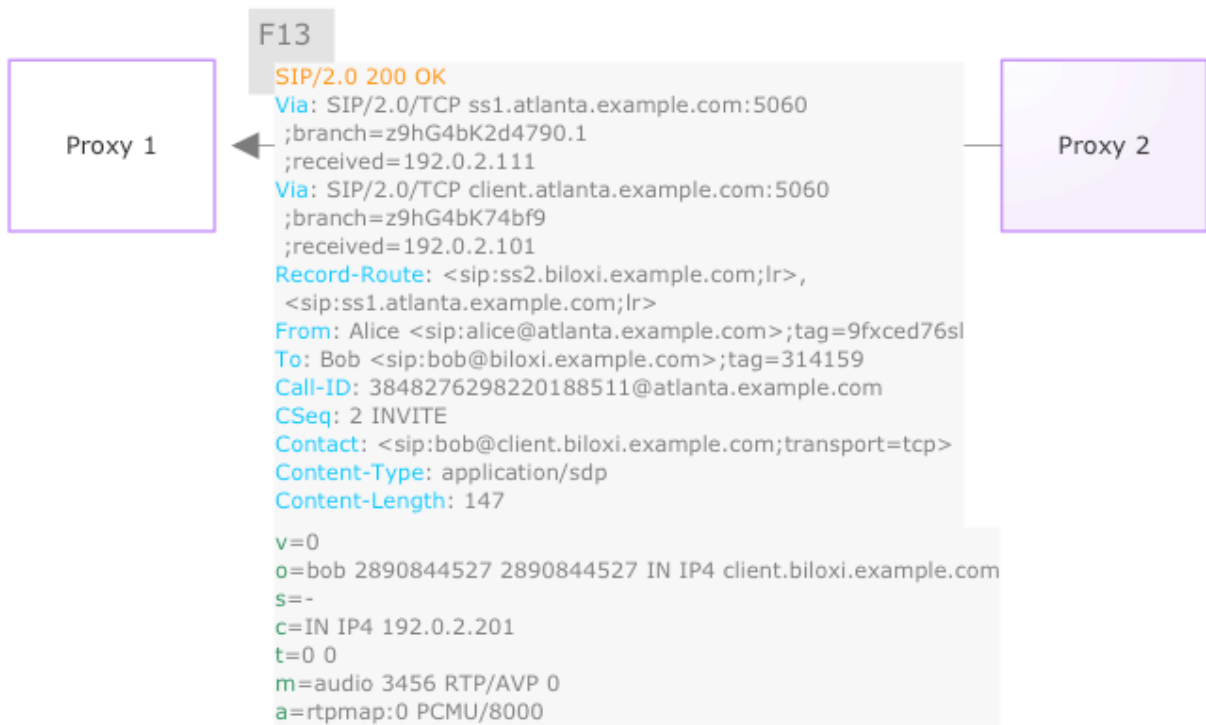 F13
Proxy 1
Proxy 2
SIP/2.0 200 OK
Via: SIP/2.0/TCP ss1.atlanta.example.com:5060
;branch=z9hG4bK2d4790.1
;received=192.0.2.111
Via: SIP/2.0/TCP client.atlanta.example.com:5060
;branch=z9hG4bK74bf9
;received=192.0.2.101
Record-Route: <sip:ss2.biloxi.example.com;lr>,
<sip:ss1.atlanta.example.com;lr>
From: Alice <sip:alice@atlanta.example.com>;tag=9fxced76sl
To: Bob <sip:bob@biloxi.example.com>;tag=314159
Call-ID: 3848276298220188511@atlanta.example.com
CSeq: 2 INVITE
Contact: <sip:bob@client.biloxi.example.com;transport=tcp>
Content-Type: application/sdp
Content-Length: 147
v=0
o=bob 2890844527 2890844527 IN IP4 client.biloxi.example.com
s=-
c=IN IP4 192.0.2.201
t=0 0
m=audio 3456 RTP/AVP 0
a=rtpmap:0 PCMU/8000